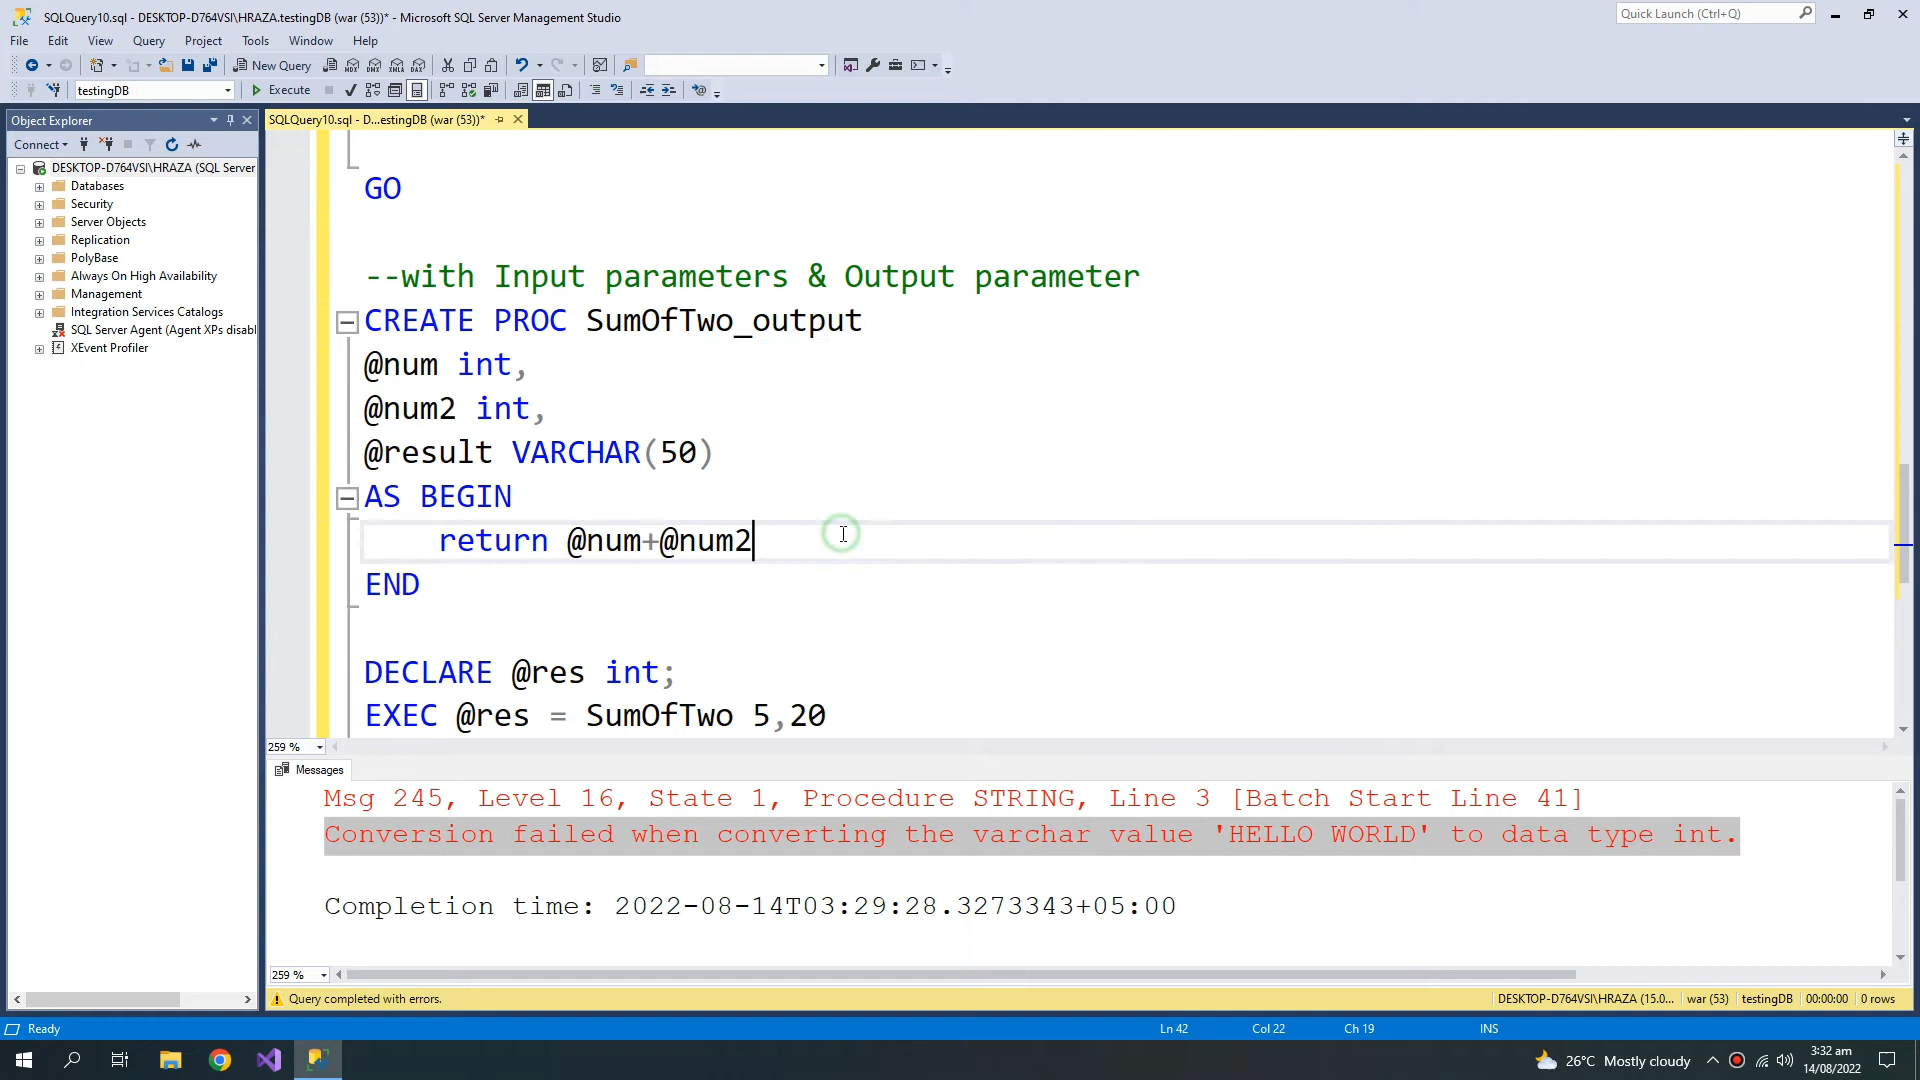 SQLQuery10.sql - DESKTOP-D764VSI\HRAZA.testingDB (war (53))* - Microsoft SQL Server Management Studio
Quick Launch (Ctrl+Q)
File Edit View Query Project Tools Window Help
New Query
testingDB
Execute
Object Explorer
SQLQuery10.sql - D...estingDB (war (53))*
Connect
DESKTOP-D764VSI\HRAZA (SQL Server
Databases
Security
Server Objects
Replication
PolyBase
Always On High Availability
Management
Integration Services Catalogs
SQL Server Agent (Agent XPs disabl
XEvent Profiler
GO
--with Input parameters & Output parameter
CREATE PROC SumOfTwo_output
@num int,
@num2 int,
@result VARCHAR(50)
AS BEGIN
return @num+@num2
END
DECLARE @res int;
EXEC @res = SumOfTwo 5,20
259 %
Messages
Msg 245, Level 16, State 1, Procedure STRING, Line 3 [Batch Start Line 41]
Conversion failed when converting the varchar value 'HELLO WORLD' to data type int.
Completion time: 2022-08-14T03:29:28.3273343+05:00
259 %
Query completed with errors.
DESKTOP-D764VSI\HRAZA (15.0... war (53) testingDB 00:00:00 0 rows
Ready
Ln 42 Col 22 Ch 19 INS
26°C Mostly cloudy
3:32 am
14/08/2022